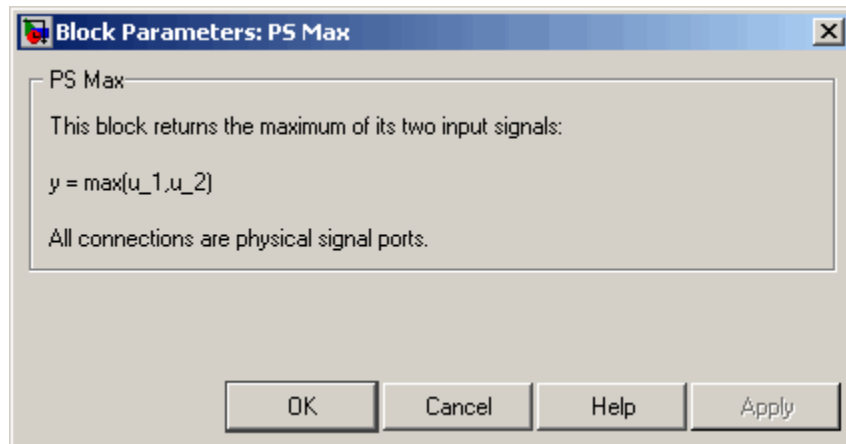 Block Parameters: PS Max
PS Max
This block returns the maximum of its two input signals:
y = max(u_1,u_2)
All connections are physical signal ports.
OK Cancel Help Apply